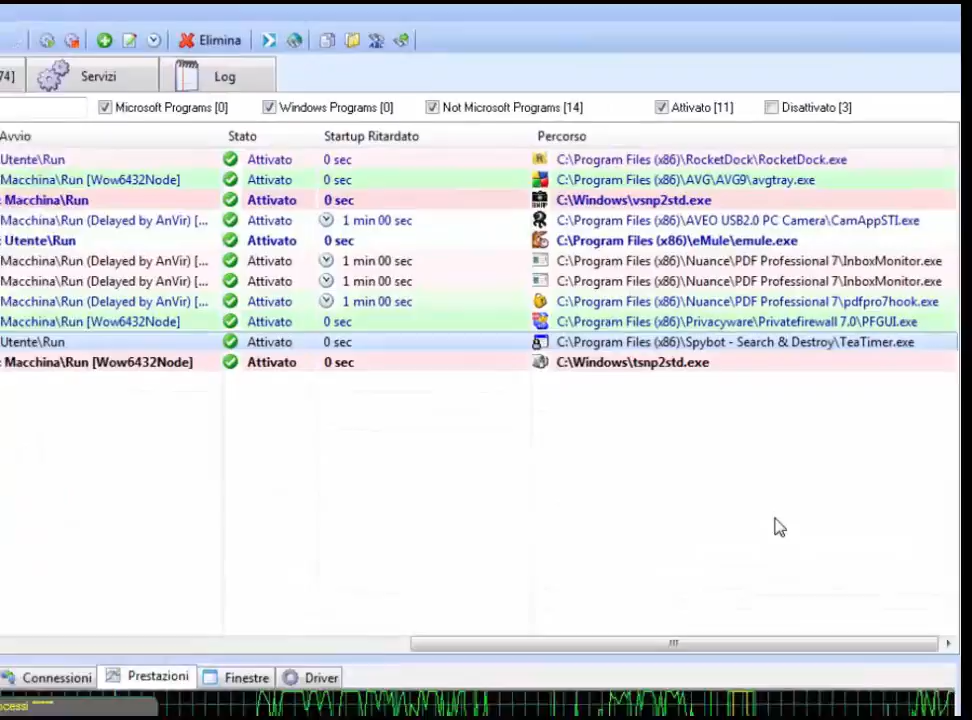 Elimina
74] Servizi Log
Microsoft Programs [0] Windows Programs [0] Not Microsoft Programs [14] Attivato [11] Disattivato [3]
Avvio Stato Startup Ritardato Percorso
Utente\Run Attivato 0 sec C:\Program Files (x86)\RocketDock\RocketDock.exe
Macchina\Run [Wow6432Node] Attivato 0 sec C:\Program Files (x86)\AVG\AVG9\avgtray.exe
: Macchina\Run Attivato 0 sec C:\Windows\vsnp2std.exe
Macchina\Run (Delayed by AnVir) [... Attivato 1 min 00 sec C:\Program Files (x86)\AVEO USB2.0 PC Camera\CamAppSTI.exe
: Utente\Run Attivato 0 sec C:\Program Files (x86)\eMule\emule.exe
Macchina\Run (Delayed by AnVir) [... Attivato 1 min 00 sec C:\Program Files (x86)\Nuance\PDF Professional 7\InboxMonitor.exe
Macchina\Run (Delayed by AnVir) [... Attivato 1 min 00 sec C:\Program Files (x86)\Nuance\PDF Professional 7\InboxMonitor.exe
Macchina\Run (Delayed by AnVir) [... Attivato 1 min 00 sec C:\Program Files (x86)\Nuance\PDF Professional 7\pdfpro7hook.exe
Macchina\Run [Wow6432Node] Attivato 0 sec C:\Program Files (x86)\Privacyware\Privatefirewall 7.0\PFGUI.exe
Utente\Run Attivato 0 sec C:\Program Files (x86)\Spybot - Search & Destroy\TeaTimer.exe
: Macchina\Run [Wow6432Node] Attivato 0 sec C:\Windows\tsnp2std.exe
Connessioni Prestazioni Finestre Driver
ocessi